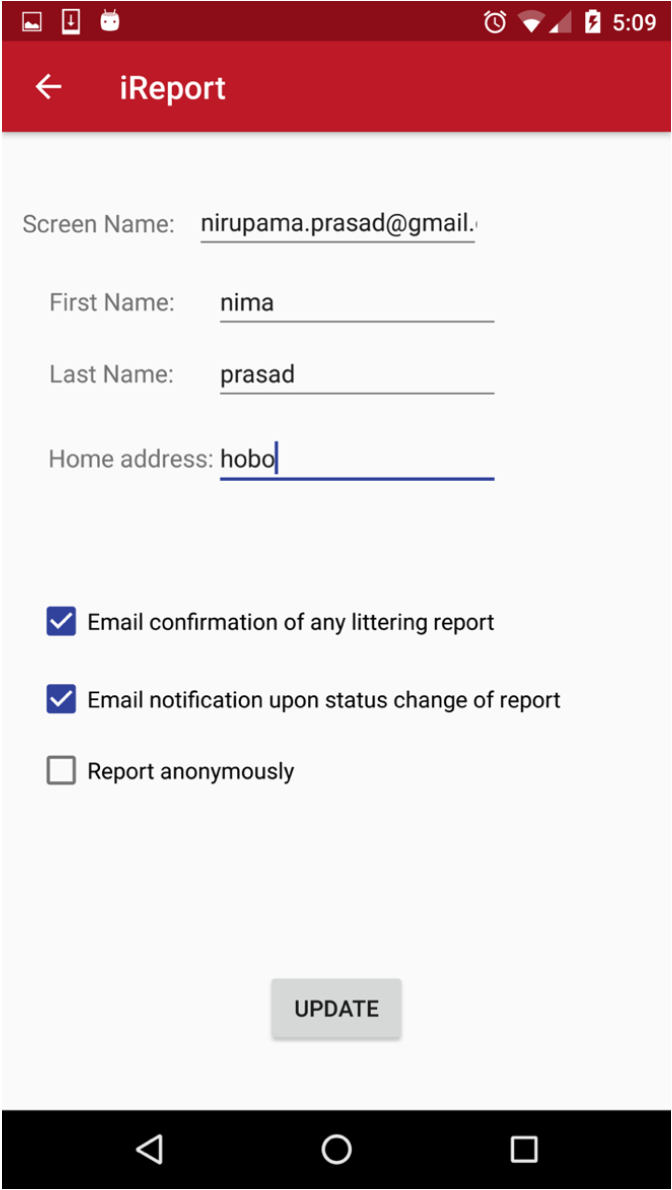 5:09
iReport
Screen Name: nirupama.prasad@gmail.
First Name: nima
Last Name: prasad
Home address: hobo
Email confirmation of any littering report
Email notification upon status change of report
Report anonymously
UPDATE